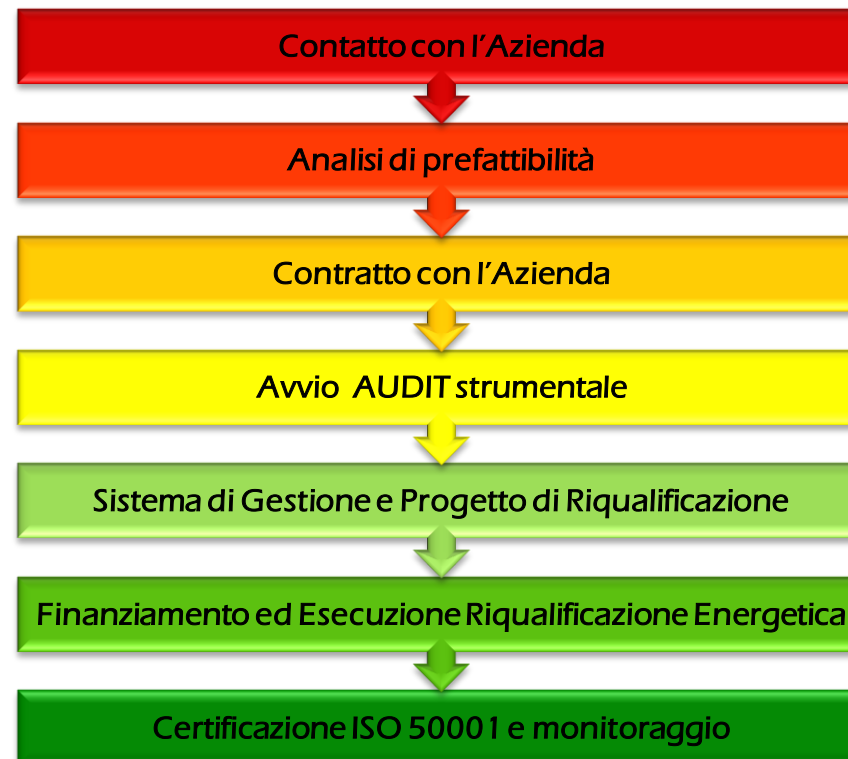 Contatto con l'Azienda
Analisi di prefattibilità
Contratto con l'Azienda
Avvio AUDIT strumentale
Sistema di Gestione e Progetto di Riqualificazione
Finanziamento ed Esecuzione Riqualificazione Energetica
Certificazione ISO 50001 e monitoraggio